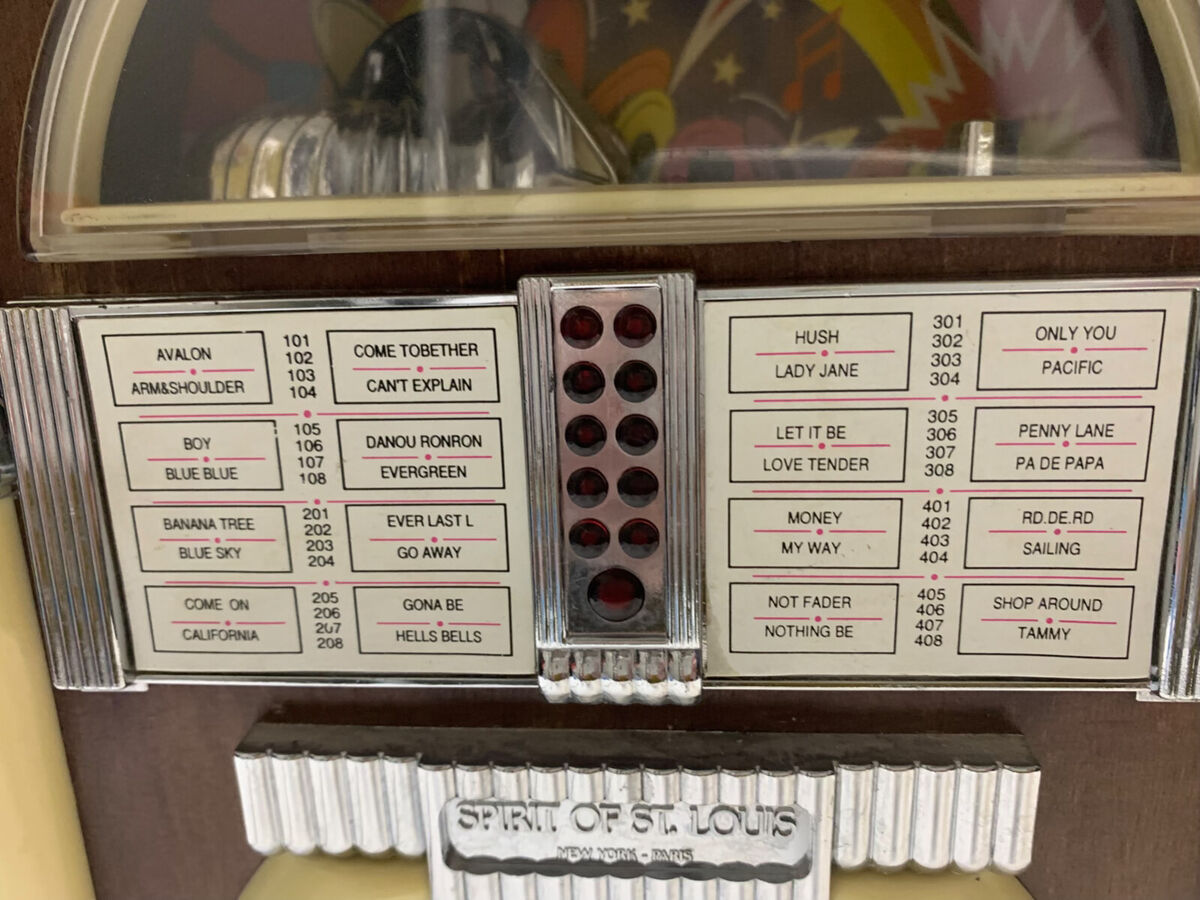 AVALON
ARM&SHOULDER
101
102
103
104
COME TOBETHER
CAN'T EXPLAIN
BOY
BLUE BLUE
105
106
107
108
DANOU RONRON
EVERGREEN
BANANA TREE
BLUE SKY
201
202
203
204
EVER LAST L
GO AWAY
COME ON
CALIFORNIA
205
206
207
208
GONA BE
HELLS BELLS
HUSH
LADY JANE
301
302
303
304
ONLY YOU
PACIFIC
LET IT BE
LOVE TENDER
305
306
307
308
PENNY LANE
PA DE PAPA
MONEY
MY WAY
401
402
403
404
RD.DE.RD
SAILING
NOT FADER
NOTHING BE
405
406
407
408
SHOP AROUND
TAMMY
SPIRIT OF ST. LOUIS
NEW YORK - PARIS